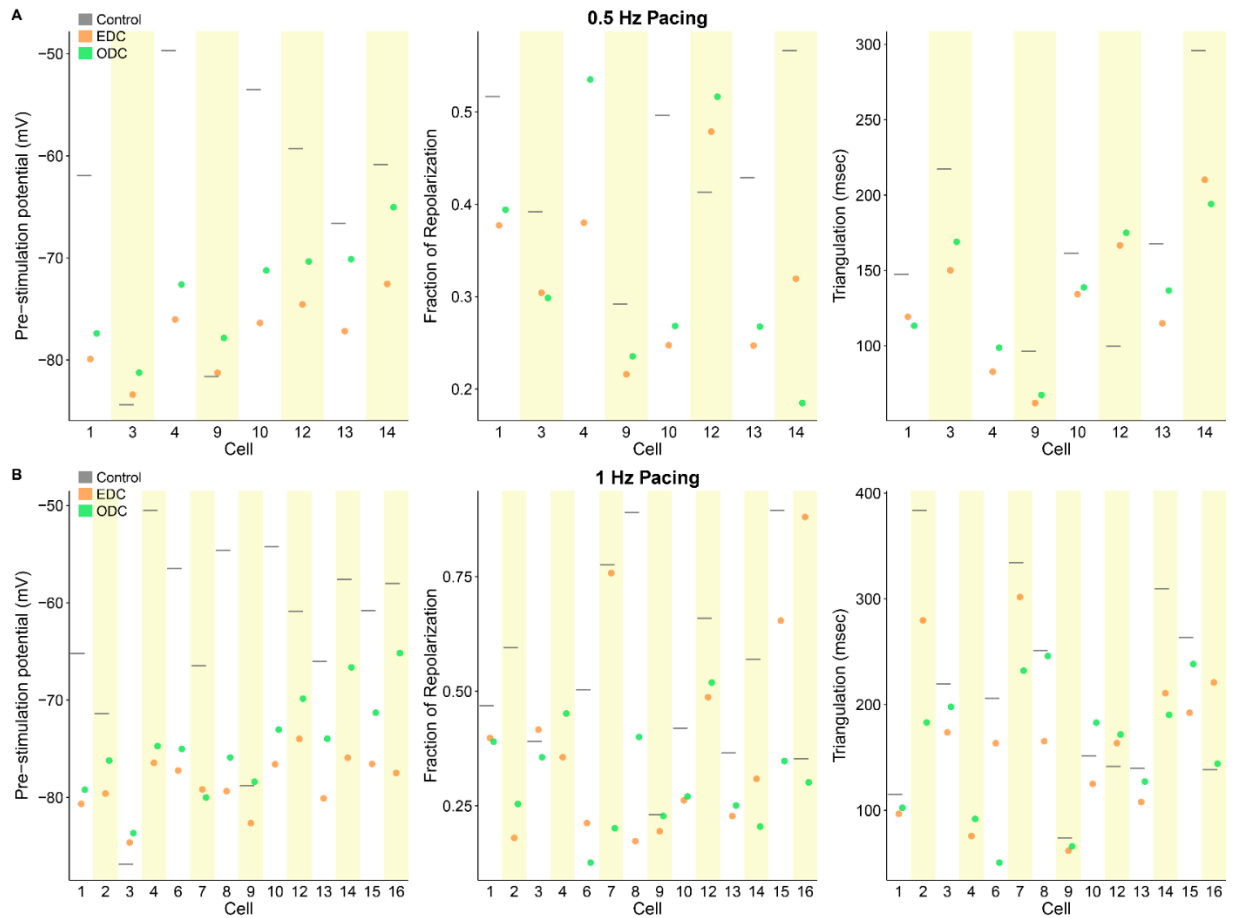 A
0.5 Hz Pacing
Control
EDC
ODC
Pre−stimulation potential (mV)
−50
−60
−70
−80
1 3 4 9 10 12 13 14
Cell
Fraction of Repolarization
0.5
0.4
0.3
0.2
1 3 4 9 10 12 13 14
Cell
Triangulation (msec)
300
250
200
150
100
1 3 4 9 10 12 13 14
Cell
B
1 Hz Pacing
Control
EDC
ODC
Pre−stimulation potential (mV)
−50
−60
−70
−80
1 2 3 4 6 7 8 9 10 12 13 14 15 16
Cell
Fraction of Repolarization
0.75
0.50
0.25
1 2 3 4 6 7 8 9 10 12 13 14 15 16
Cell
Triangulation (msec)
400
300
200
100
1 2 3 4 6 7 8 9 10 12 13 14 15 16
Cell